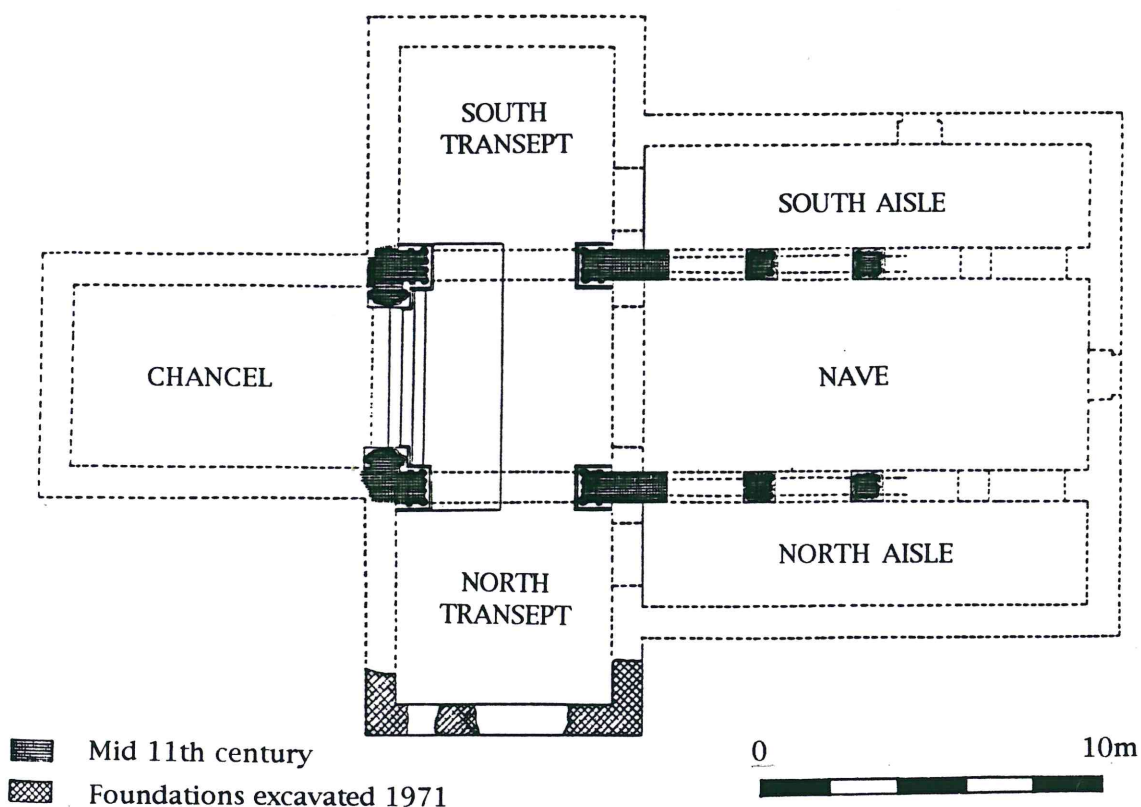 SOUTH
TRANSEPT
SOUTH AISLE
CHANCEL
NAVE
NORTH AISLE
NORTH
TRANSEPT
Mid 11th century
Foundations excavated 1971
0 10m